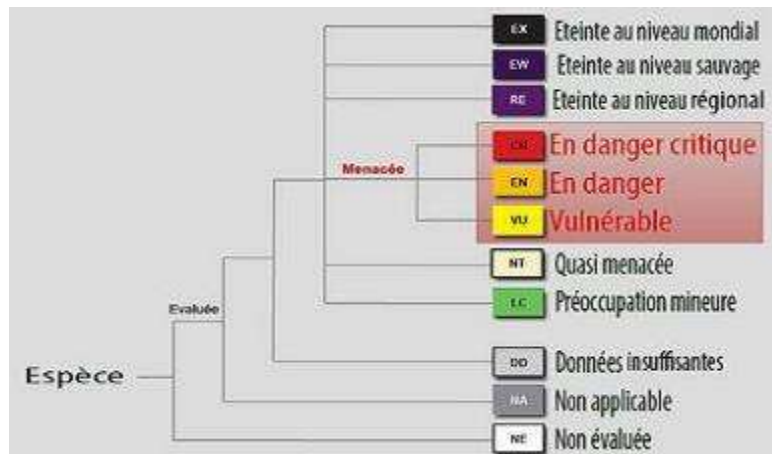 EX Eteinte au niveau mondial
EW Eteinte au niveau sauvage
RE Eteinte au niveau régional
CR En danger critique
Menacée
EN En danger
VU Vulnérable
NT Quasi menacée
LC Préoccupation mineure
Evaluée
DD Données insuffisantes
Espèce
NA Non applicable
NE Non évaluée